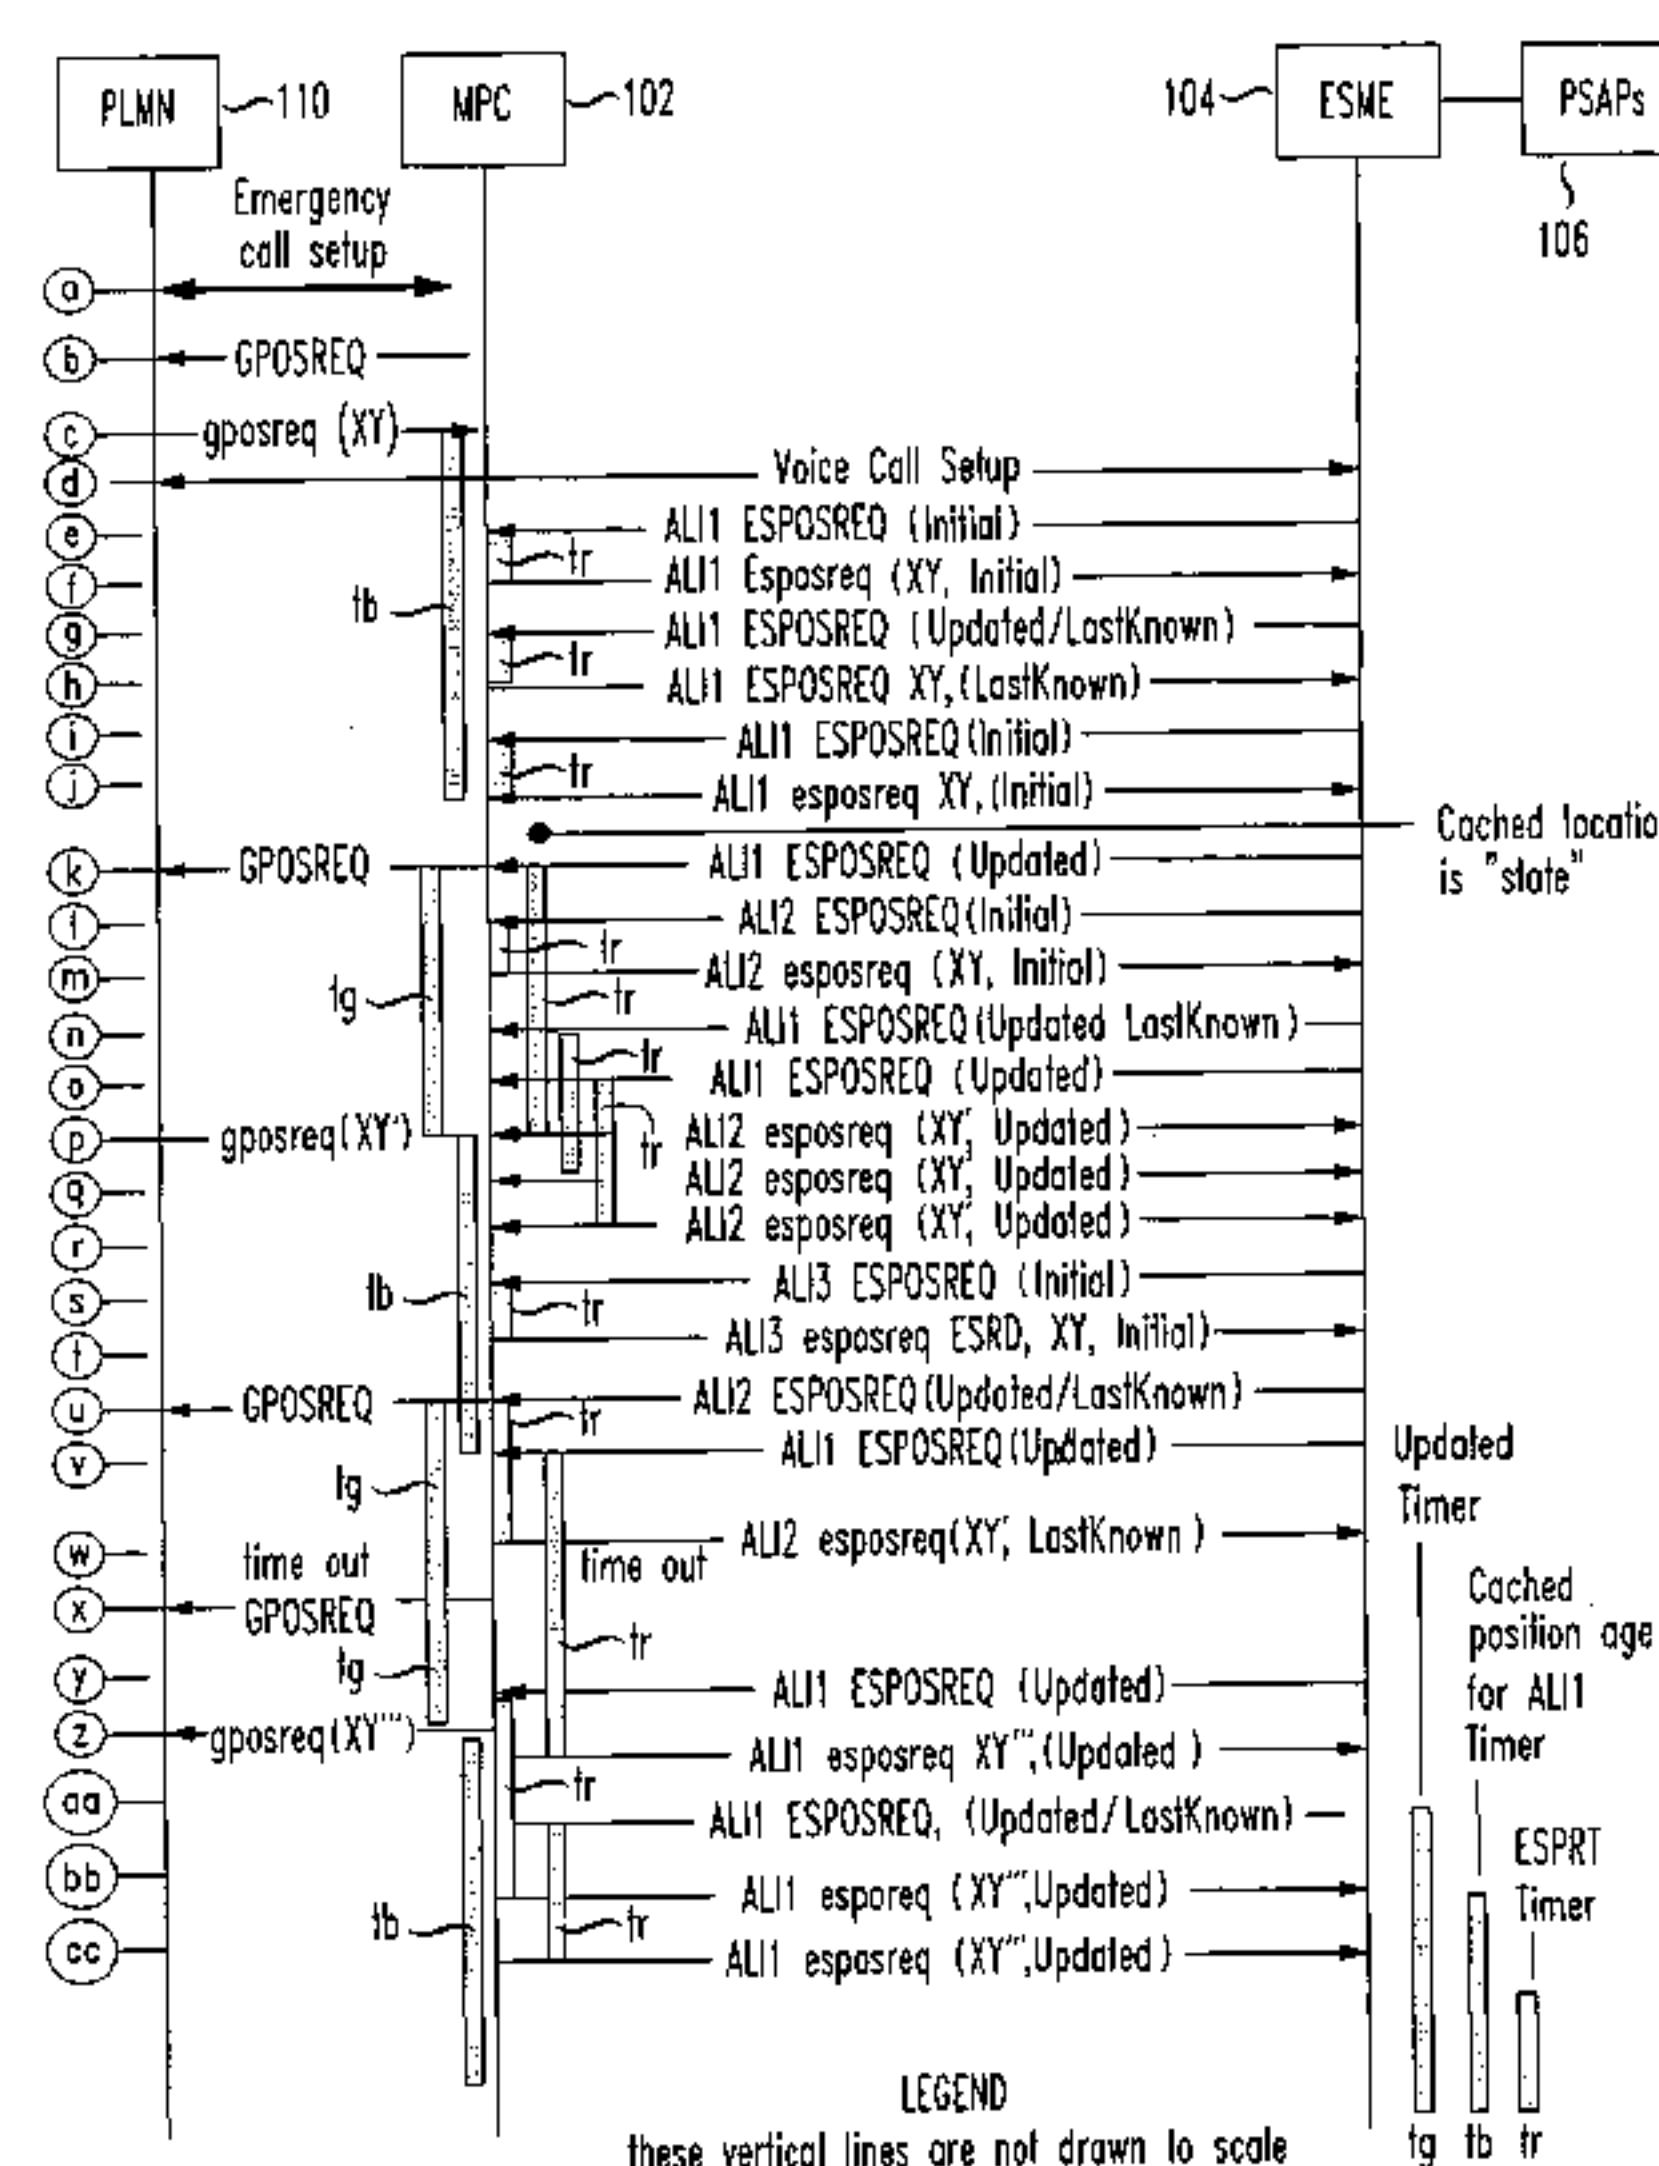 PLMN
110
MPC
102
104
ESME
PSAPs
106
Emergency
call setup
a
b
GPOSREQ
c
gposreq (XY)
d
Voice Call Setup
e
ALI1 ESPOSREQ (Initial)
tr
f
ALI1 Esposreq (XY, Initial)
tb
g
ALI1 ESPOSREQ (Updated/LastKnown)
tr
h
ALI1 ESPOSREQ XY,(LastKnown)
i
ALI1 ESPOSREQ(Initial)
tr
j
ALI1 esposreq XY,(Initial)
Cached locatio
is "state"
k
GPOSREQ
ALI1 ESPOSREQ (Updated)
l
ALI2 ESPOSREQ(Initial)
tr
m
ALI2 esposreq (XY, Initial)
tg
tr
n
ALI1 ESPOSREQ(Updated LastKnown)
tr
o
ALI1 ESPOSREQ (Updated)
p
gposreq(XY')
tr
ALI2 esposreq (XY', Updated)
ALI2 esposreq (XY', Updated)
Q
ALI2 esposreq (XY', Updated)
r
ALI3 ESPOSREQ (Initial)
s
tb
tr
ALI3 esposreq ESRD, XY, Initial)
t
ALI2 ESPOSREQ(Updated/LastKnown)
u
GPOSREQ
tr
ALI1 ESPOSREQ(Updated)
v
Updated
Timer
tg
ALI2 esposreq(XY', LastKnown)
w
time out
time out
x
GPOSREQ
Cached
position age
for ALI1
Timer
tr
tg
y
ALI1 ESPOSREQ (Updated)
z
gposreq(XY''')
ALI1 esposreq XY''',(Updated )
tr
aa
ALI1 ESPOSREQ, (Updated/LastKnown)
ESPRT
Timer
bb
ALI1 esporeq (XY''',Updated)
tb
tr
cc
ALI1 esposreq (XY''',Updated)
LEGEND
these vertical lines are not drawn to scale
tg
tb
tr